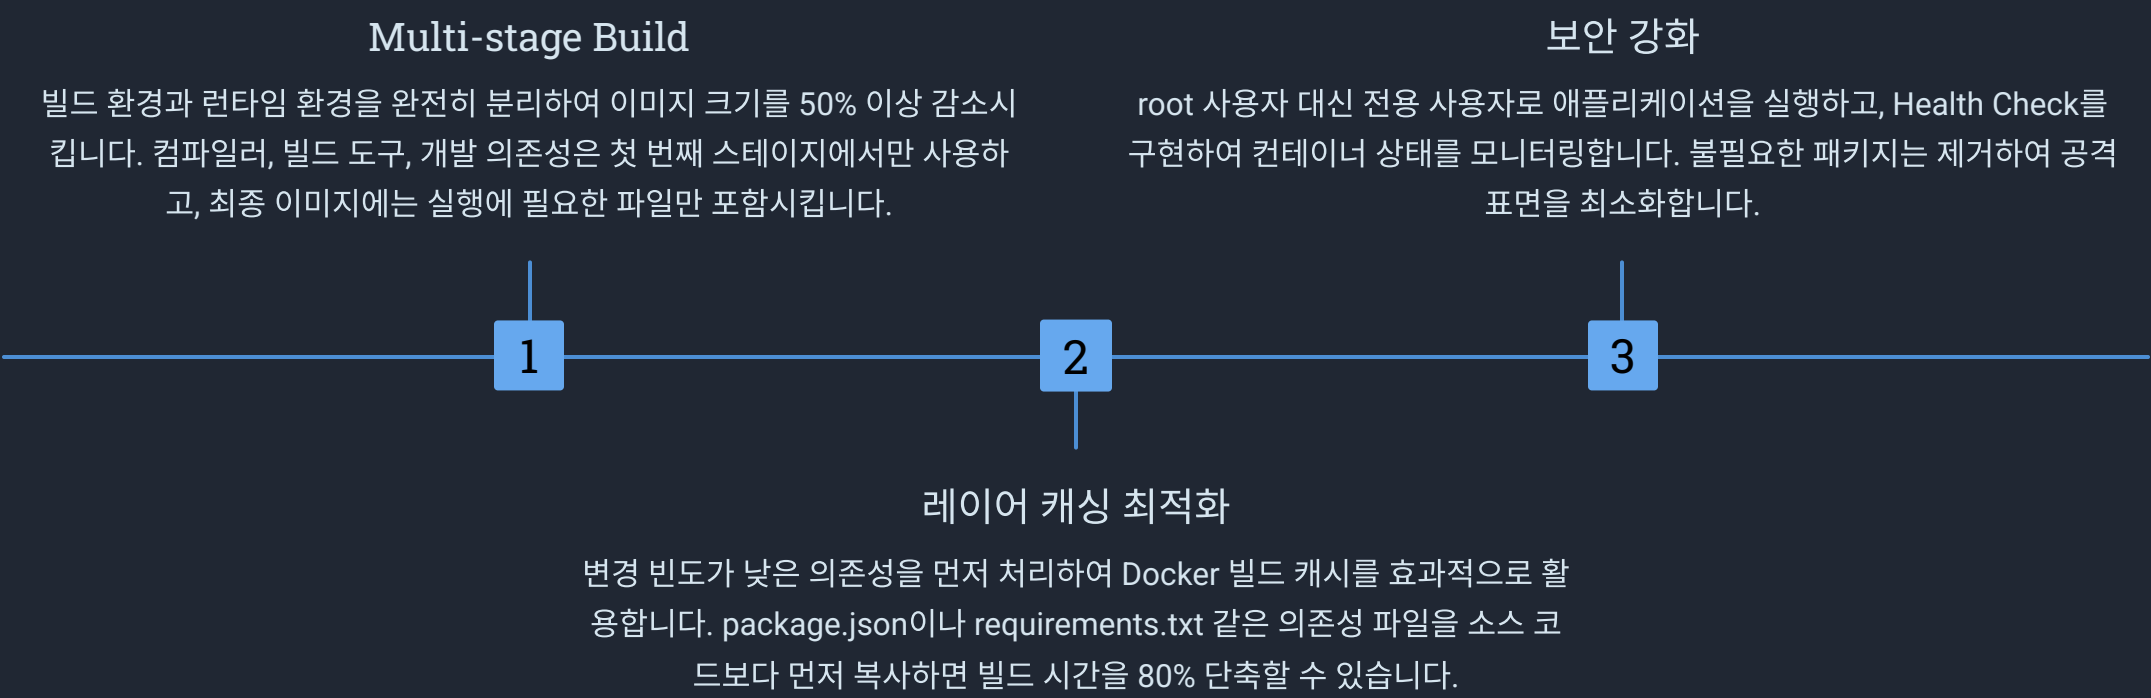 Multi-stage Build
빌드 환경과 런타임 환경을 완전히 분리하여 이미지 크기를 50% 이상 감소시
킵니다. 컴파일러, 빌드 도구, 개발 의존성은 첫 번째 스테이지에서만 사용하
고, 최종 이미지에는 실행에 필요한 파일만 포함시킵니다.
보안 강화
root 사용자 대신 전용 사용자로 애플리케이션을 실행하고, Health Check를
구현하여 컨테이너 상태를 모니터링합니다. 불필요한 패키지는 제거하여 공격
표면을 최소화합니다.
1
2
3
레이어 캐싱 최적화
변경 빈도가 낮은 의존성을 먼저 처리하여 Docker 빌드 캐시를 효과적으로 활
용합니다. package.json이나 requirements.txt 같은 의존성 파일을 소스 코
드보다 먼저 복사하면 빌드 시간을 80% 단축할 수 있습니다.